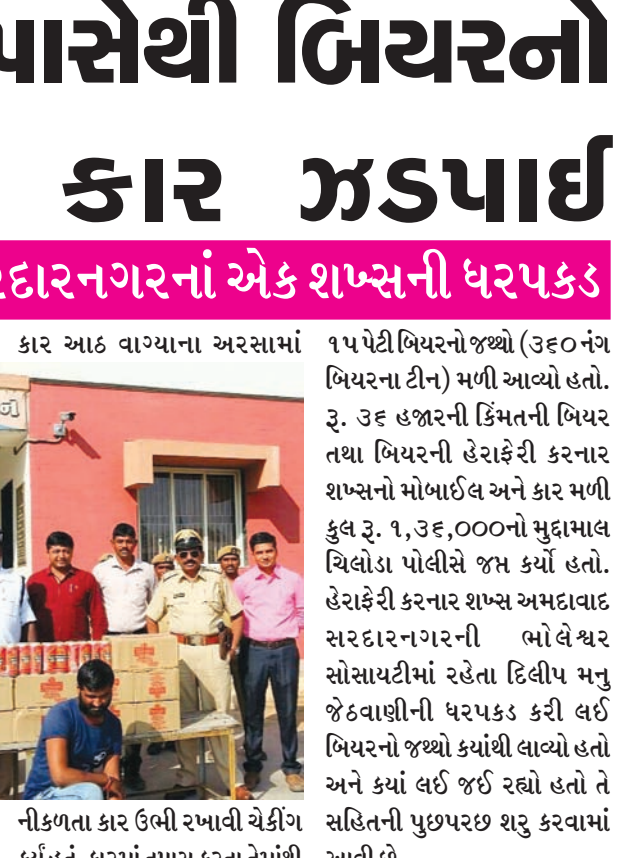 પાસેથી બિયરનો
કાર ઝડપાઈ
સરદારનગરનાં એક શખ્સની ધરપકડ
કાર આઠ વાગ્યાના અરસામાં
નીકળતા કાર ઉભી રખાવી ચેકીંગ
૧૫ પેટી બિયરનો જથ્થો (૩૬૦ નંગ
બિયરના ટીન) મળી આવ્યો હતો.
રૂ. ૩૬ હજારની કિંમતની બિયર
તથા બિયરની હેરાફેરી કરનાર
શખ્સનો મોબાઈલ અને કાર મળી
કુલ રૂ. ૧,૩૬,૦૦૦નો મુદ્દામાલ
ચિલોડા પોલીસે જપ્ત કર્યો હતો.
હેરાફેરી કરનાર શખ્સ અમદાવાદ
સરદારનગરની ભોલેશ્વર
સોસાયટીમાં રહેતા દિલીપ મનુ
જેઠવાણીની ધરપકડ કરી લઈ
બિયરનો જથ્થો કયાંથી લાવ્યો હતો
અને કયાં લઈ જઈ રહ્યો હતો તે
સહિતની પુછપરછ શરુ કરવામાં